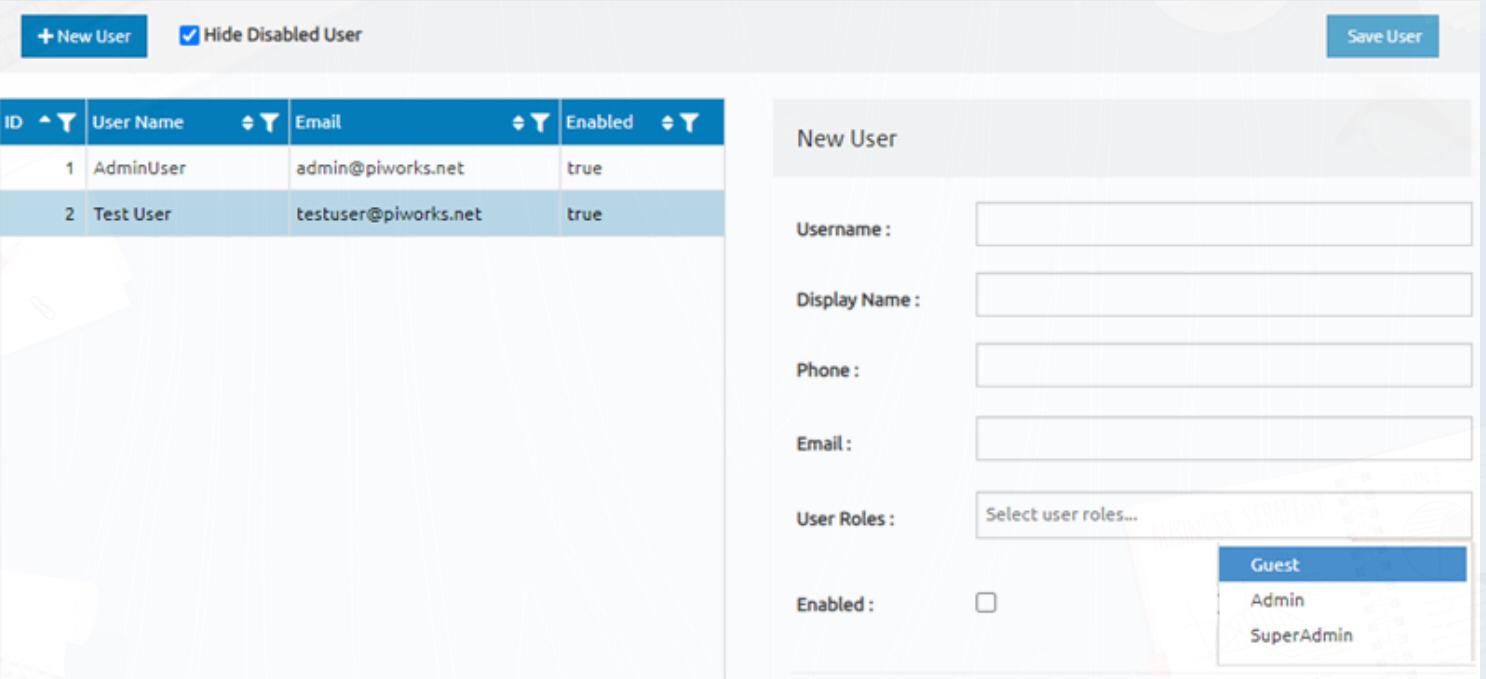 + New User
Hide Disabled User
Save User
ID User Name Email Enabled
1 AdminUser admin@piworks.net true
2 Test User testuser@piworks.net true
New User
Username :
Display Name :
Phone :
Email :
User Roles : Select user roles...
Guest
Enabled :
Admin
SuperAdmin